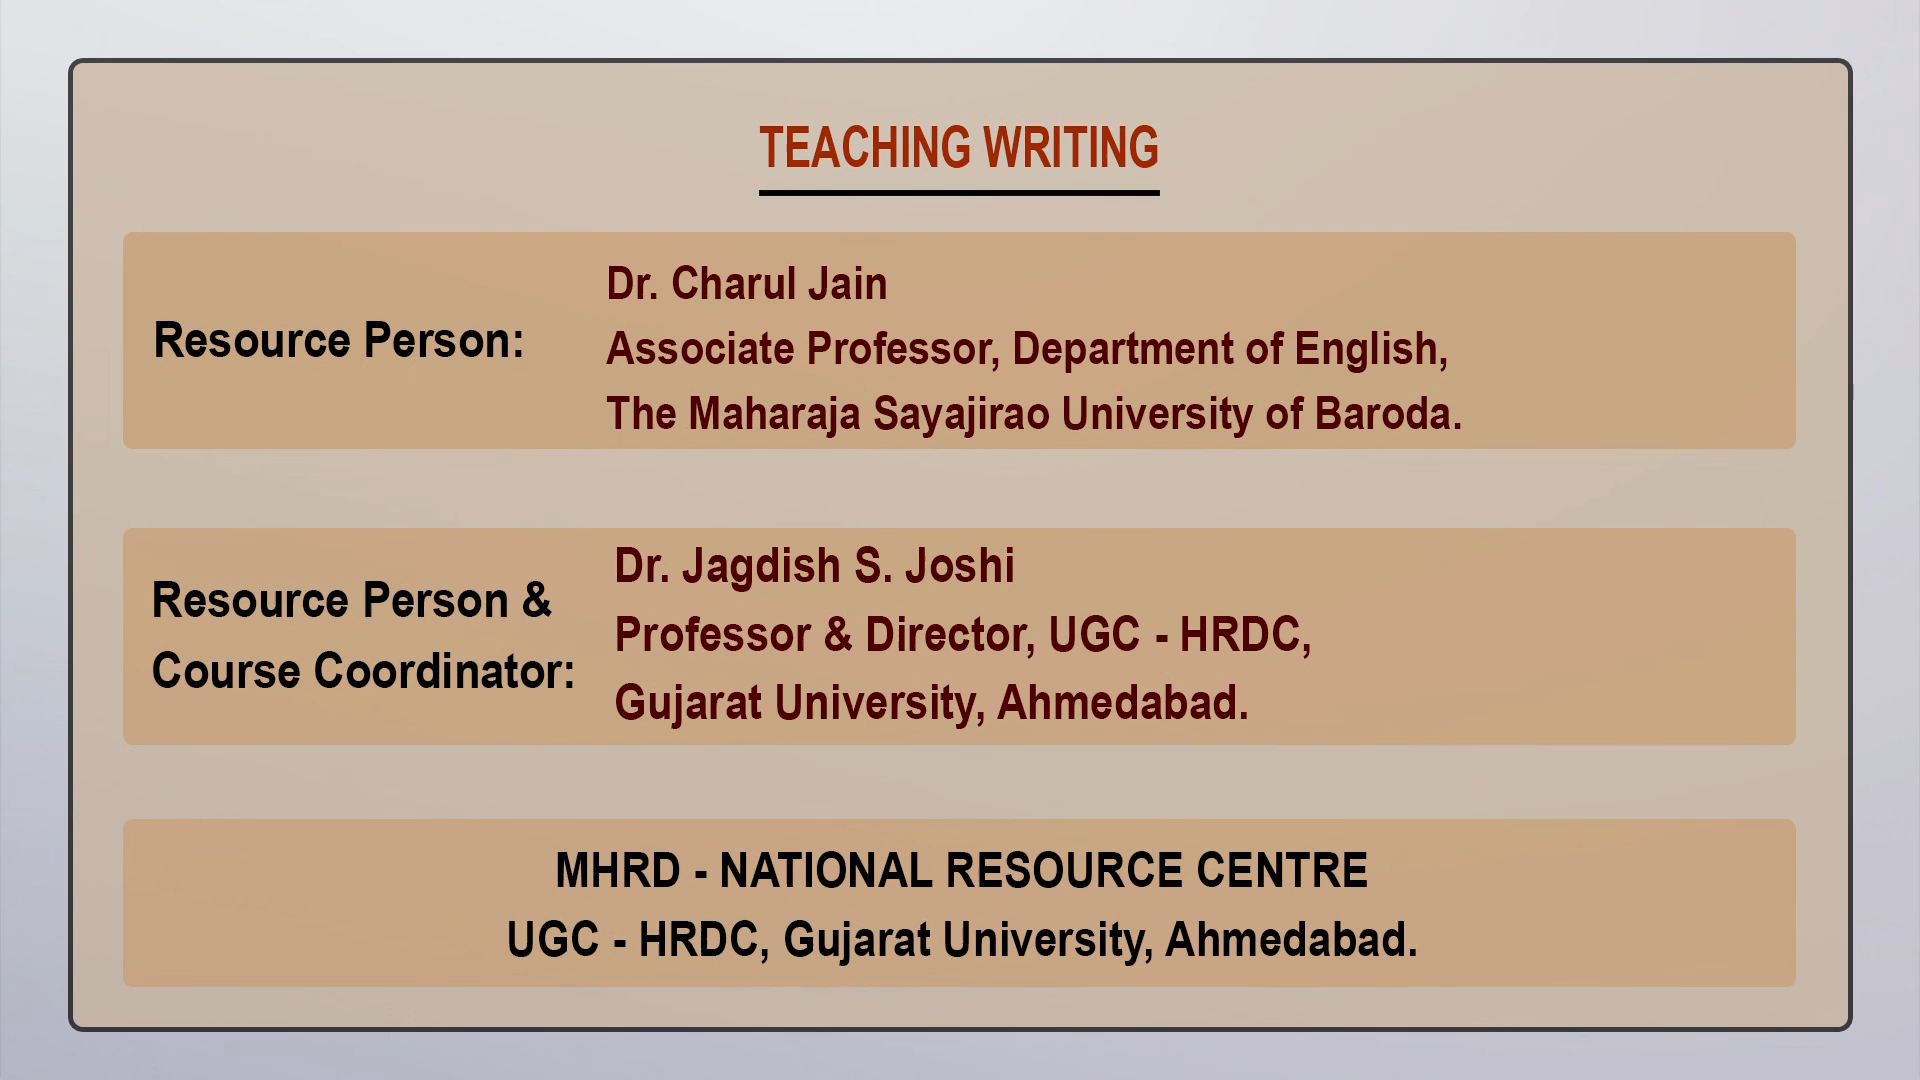 TEACHING WRITING
Resource Person:
Dr. Charul Jain
Associate Professor, Department of English,
The Maharaja Sayajirao University of Baroda.
Resource Person &
Course Coordinator:
Dr. Jagdish S. Joshi
Professor & Director, UGC - HRDC,
Gujarat University, Ahmedabad.
MHRD - NATIONAL RESOURCE CENTRE
UGC - HRDC, Gujarat University, Ahmedabad.